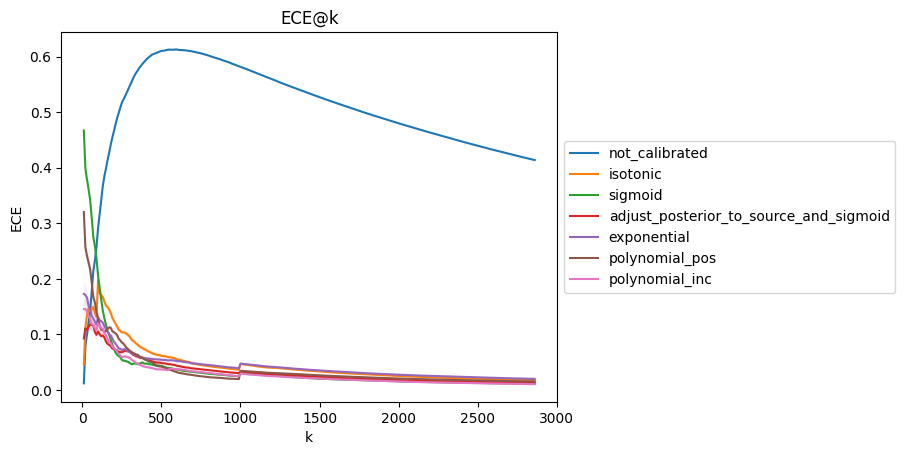 ECE@k
0.6
0.5
0.4
0.3
0.2
0.1
0.0
ECE
0
500
1000
1500
2000
2500
3000
k
not_calibrated
isotonic
sigmoid
adjust_posterior_to_source_and_sigmoid
exponential
polynomial_pos
polynomial_inc